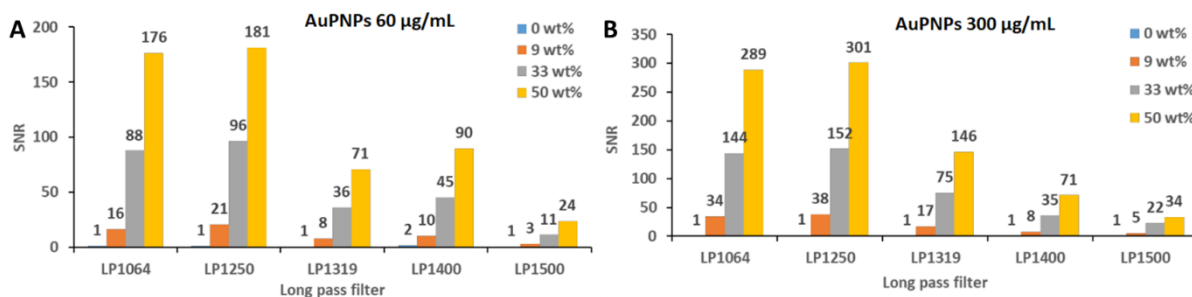 A
AuPNPs 60 µg/mL
0 wt%
9 wt%
33 wt%
50 wt%
SNR
200
150
100
50
0
1 16 88 176
1 21 96 181
1 8 36 71
2 10 45 90
1 3 11 24
LP1064 LP1250 LP1319 LP1400 LP1500
Long pass filter
B
AuPNPs 300 µg/mL
0 wt%
9 wt%
33 wt%
50 wt%
SNR
350
300
250
200
150
100
50
0
1 34 144 289
1 38 152 301
1 17 75 146
1 8 35 71
1 5 22 34
LP1064 LP1250 LP1319 LP1400 LP1500
Long pass filter